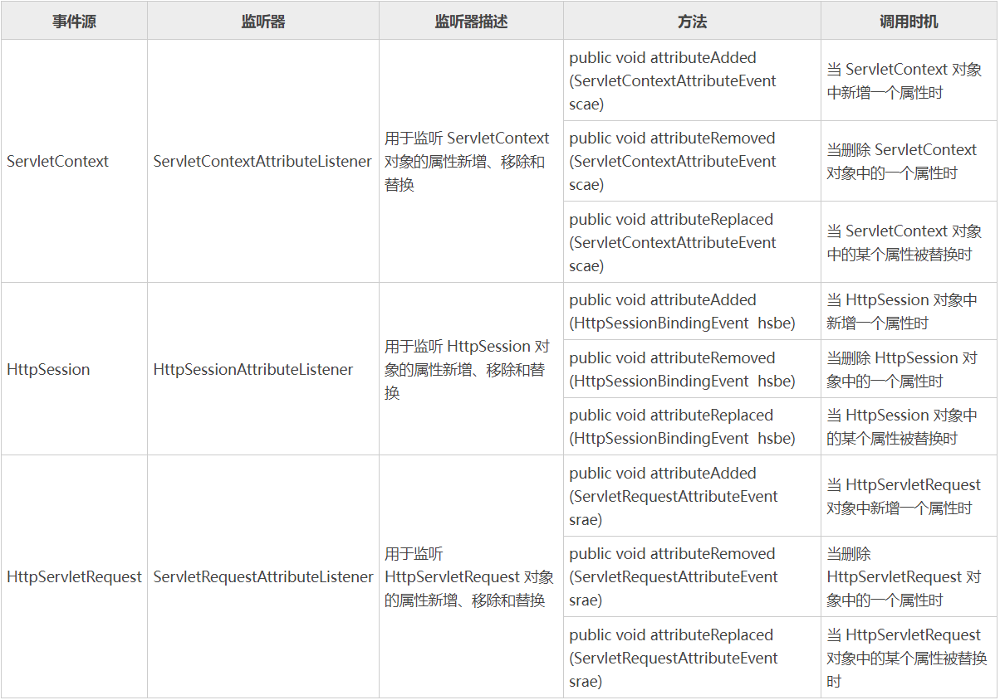 事件源
监听器
监听器描述
方法
调用时机
ServletContext
ServletContextAttributeListener
用于监听 ServletContext
对象的属性新增、移除和
替换
public void attributeAdded
(ServletContextAttributeEvent
scae)
当 ServletContext 对象
中新增一个属性时
public void attributeRemoved
(ServletContextAttributeEvent
scae)
当删除 ServletContext
对象中的一个属性时
public void attributeReplaced
(ServletContextAttributeEvent
scae)
当 ServletContext 对象
中的某个属性被替换时
HttpSession
HttpSessionAttributeListener
用于监听 HttpSession 对
象的属性新增、移除和替
换
public void attributeAdded
(HttpSessionBindingEvent  hsbe)
当 HttpSession 对象中
新增一个属性时
public void attributeRemoved
(HttpSessionBindingEvent  hsbe)
当删除 HttpSession 对
象中的一个属性时
public void attributeReplaced
(HttpSessionBindingEvent  hsbe)
当 HttpSession 对象中
的某个属性被替换时
HttpServletRequest
ServletRequestAttributeListener
用于监听
HttpServletRequest 对象
的属性新增、移除和替换
public void attributeAdded
(ServletRequestAttributeEvent
srae)
当 HttpServletRequest
对象中新增一个属性时
public void attributeRemoved
(ServletRequestAttributeEvent
srae)
当删除
HttpServletRequest 对
象中的一个属性时
public void attributeReplaced
(ServletRequestAttributeEvent
srae)
当 HttpServletRequest
对象中的某个属性被替换
时